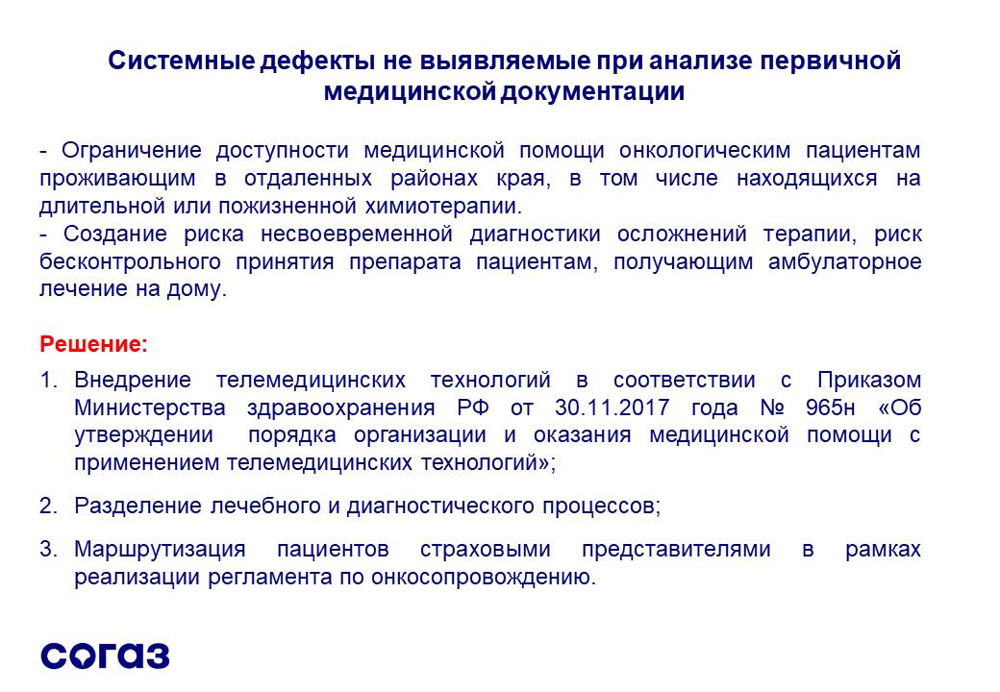 Системные дефекты не выявляемые при анализе первичной
медицинской документации
- Ограничение доступности медицинской помощи онкологическим пациентам
проживающим в отдаленных районах края, в том числе находящихся на
длительной или пожизненной химиотерапии.
- Создание риска несвоевременной диагностики осложнений терапии, риск
бесконтрольного принятия препарата пациентам, получающим амбулаторное
лечение на дому.
Решение:
1. Внедрение телемедицинских технологий в соответствии с Приказом
Министерства здравоохранения РФ от 30.11.2017 года № 965н «Об
утверждении порядка организации и оказания медицинской помощи с
применением телемедицинских технологий»;
2. Разделение лечебного и диагностического процессов;
3. Маршрутизация пациентов страховыми представителями в рамках
реализации регламента по онкосопровождению.
согаз